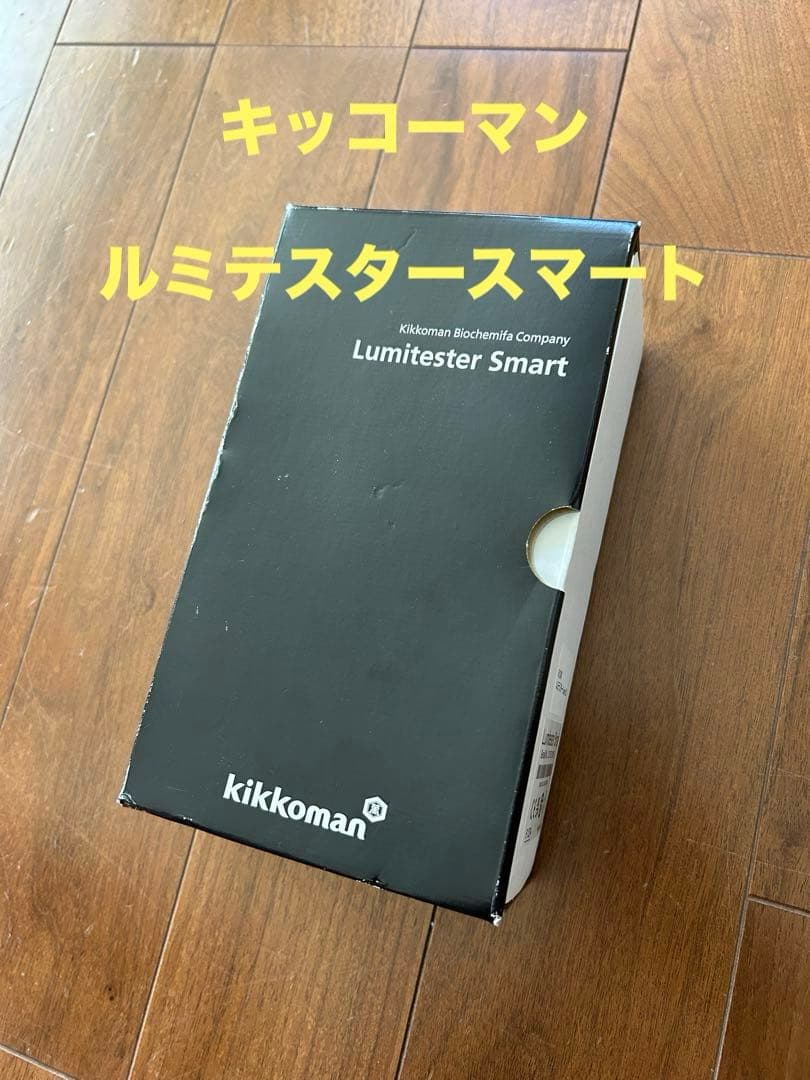 キッコーマン
ルミテスタースマート
Kikkoman Biochemifa Company
Lumitester Smart
kikkoman